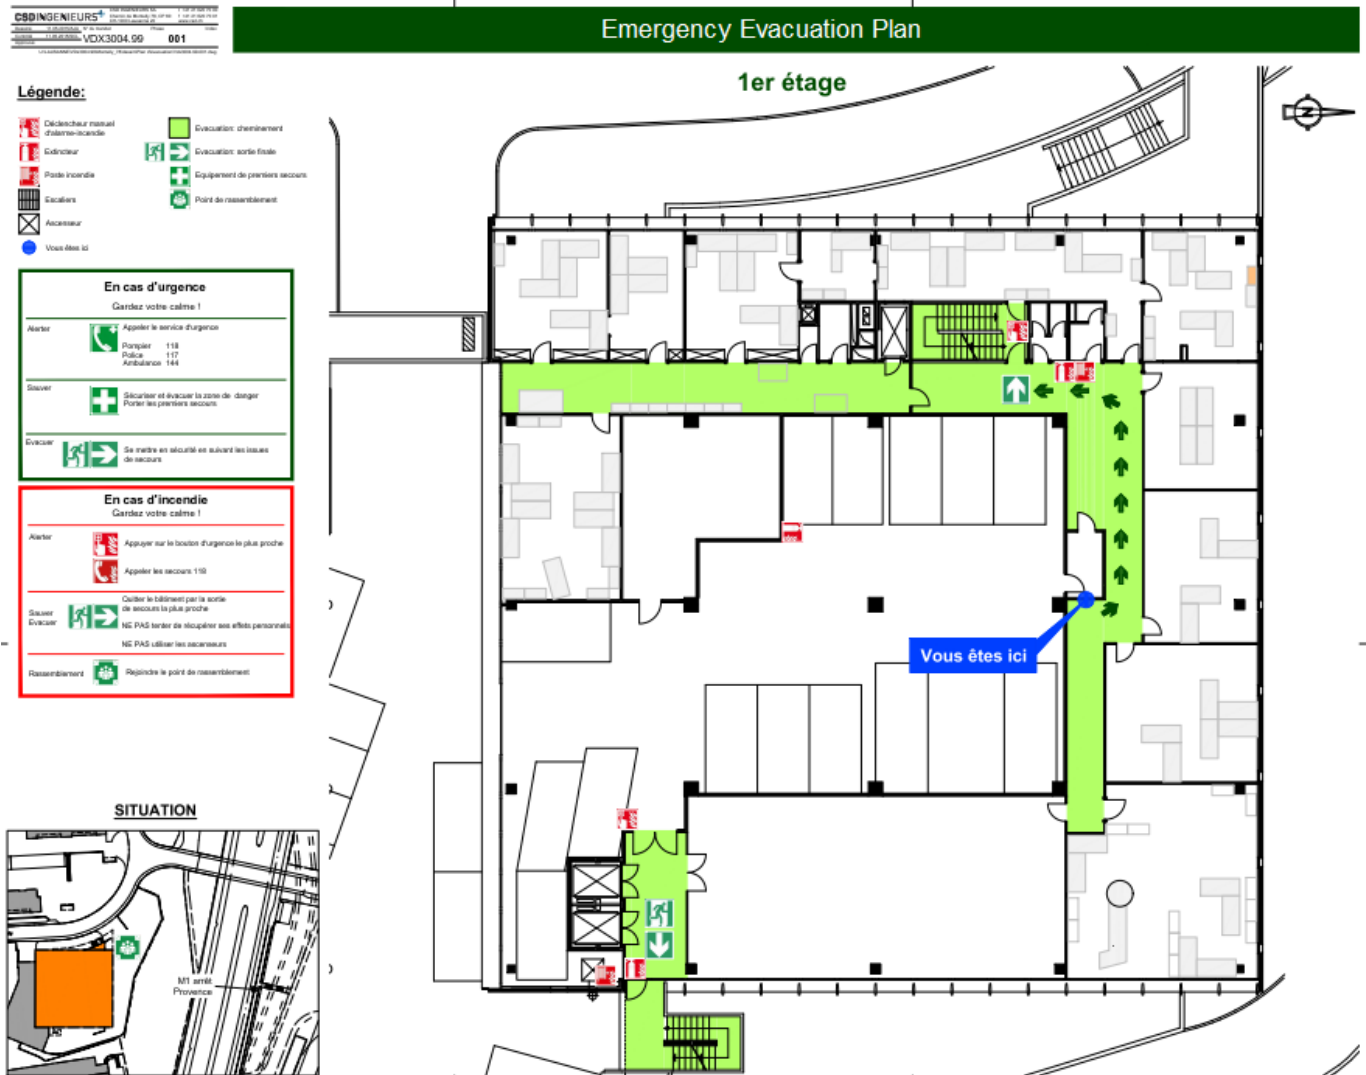 CSDINGENIEURS+
VDX3004.99
001
Emergency Evacuation Plan
1er étage
Légende:
Déclencheur manuel
d'alarme-incendie
Extincteur
Poste incendie
Escaliers
Ascenseur
Vous êtes ici
Evacuation: cheminement
Evacuation: sortie finale
Equipement de premiers secours
Point de rassemblement
En cas d'urgence
Gardez votre calme !
Alerter
Appeler le service d'urgence
Pompier 118
Police 117
Ambulance 144
Sauver
Sécuriser et évacuer la zone de danger
Porter les premiers secours
Evacuer
Se mettre en sécurité en suivant les issues
de secours
En cas d'incendie
Gardez votre calme !
Alerter
Appuyer sur le bouton d'urgence le plus proche
Appeler les secours 118
Sauver
Evacuer
Quitter le bâtiment par la sortie
de secours la plus proche
NE PAS tenter de récupérer ses effets personnels
NE PAS utiliser les ascenseurs
Rassemblement
Rejoindre le point de rassemblement
Vous êtes ici
SITUATION
M1 arrêt
Provence